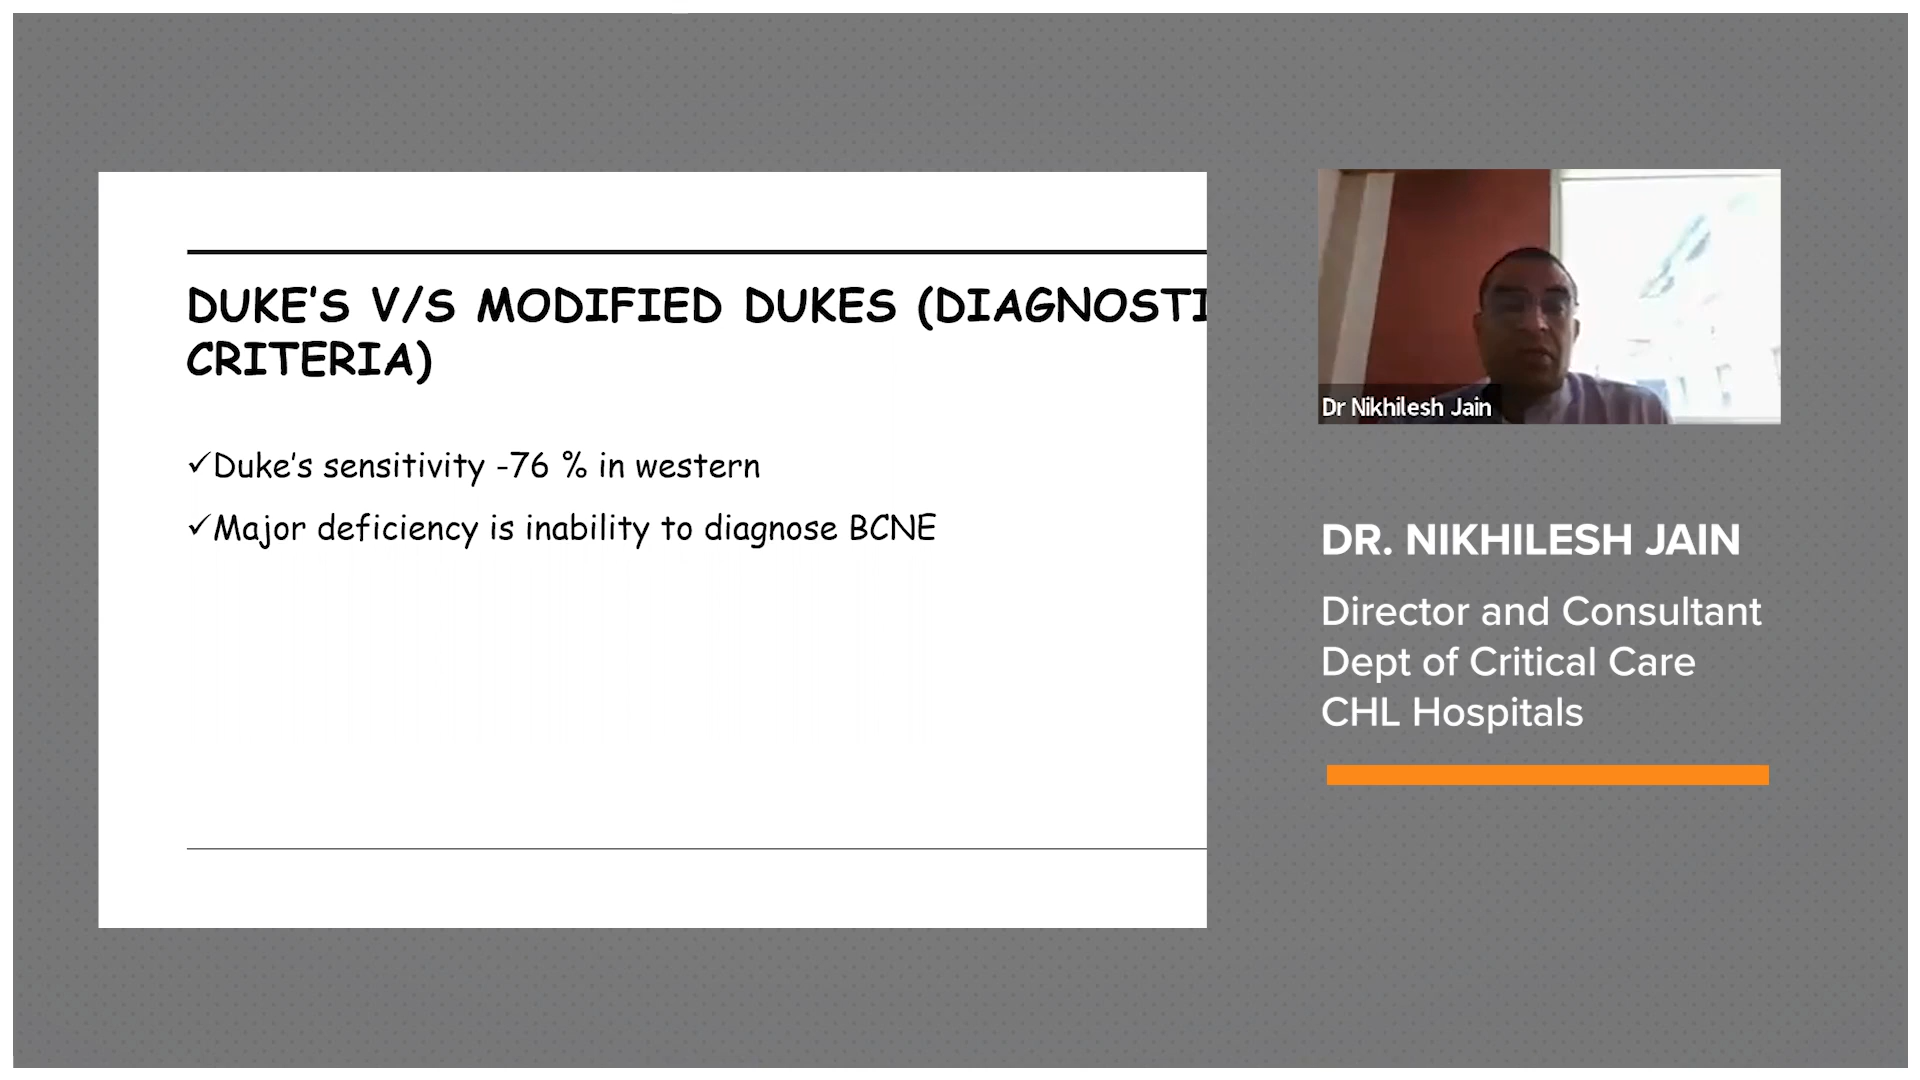 DUKE'S V/S MODIFIED DUKES (DIAGNOSTI
CRITERIA)
✓Duke's sensitivity -76 % in western
✓Major deficiency is inability to diagnose BCNE
Dr Nikhilesh Jain
DR. NIKHILESH JAIN
Director and Consultant
Dept of Critical Care
CHL Hospitals